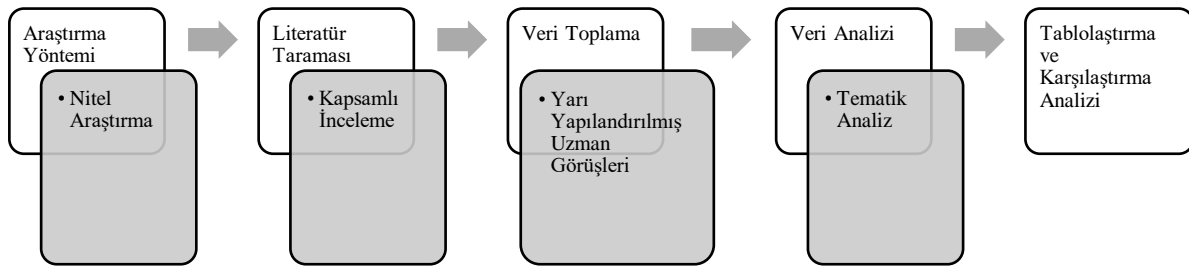 Araştırma
Yöntemi
• Nitel
Araştırma
Literatür
Taraması
• Kapsamlı
İnceleme
Veri Toplama
• Yarı
Yapılandırılmış
Uzman
Görüşleri
Veri Analizi
• Tematik
Analiz
Tablolaştırma
ve
Karşılaştırma
Analizi